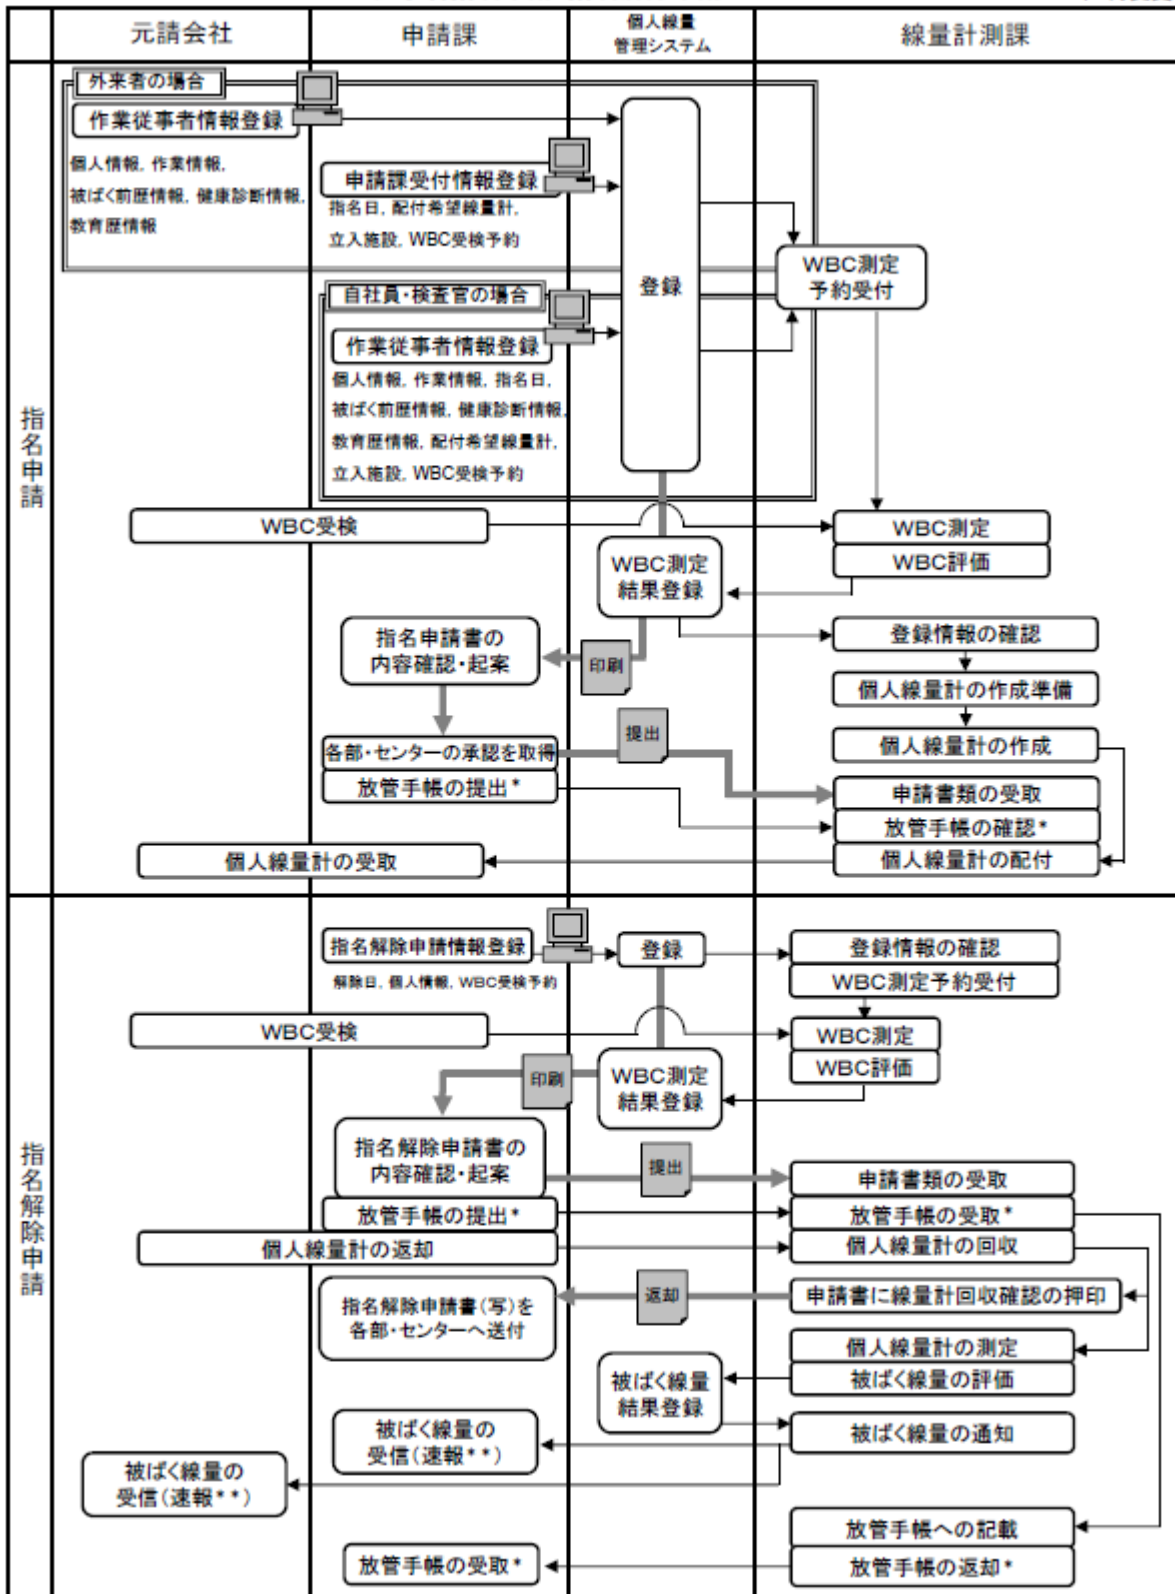 元請会社
申請課
個人線量
管理システム
線量計測課
指名申請
外来者の場合
作業従事者情報登録
個人情報, 作業情報,
被ばく前歴情報, 健康診断情報,
教育歴情報
申請課受付情報登録
指名日, 配付希望線量計,
立入施設, WBC受検予約
登録
WBC測定
予約受付
自社員・検査官の場合
作業従事者情報登録
個人情報, 作業情報, 指名日,
被ばく前歴情報, 健康診断情報,
教育歴情報, 配付希望線量計,
立入施設, WBC受検予約
WBC受検
WBC測定
WBC評価
WBC測定
結果登録
指名申請書の
内容確認・起案
印刷
登録情報の確認
個人線量計の作成準備
個人線量計の作成
各部・センターの承認を取得
提出
放管手帳の提出*
申請書類の受取
放管手帳の確認*
個人線量計の配付
個人線量計の受取
指名解除申請
指名解除申請情報登録
解除日, 個人情報, WBC受検予約
登録
登録情報の確認
WBC測定予約受付
WBC受検
WBC測定
WBC評価
WBC測定
結果登録
印刷
指名解除申請書の
内容確認・起案
提出
申請書類の受取
放管手帳の提出*
放管手帳の受取*
個人線量計の返却
個人線量計の回収
指名解除申請書(写)を
各部・センターへ送付
返却
申請書に線量計回収確認の押印
個人線量計の測定
被ばく線量の評価
被ばく線量
結果登録
被ばく線量の通知
被ばく線量の
受信(速報**)
被ばく線量の
受信(速報**)
放管手帳への記載
放管手帳の返却*
放管手帳の受取*